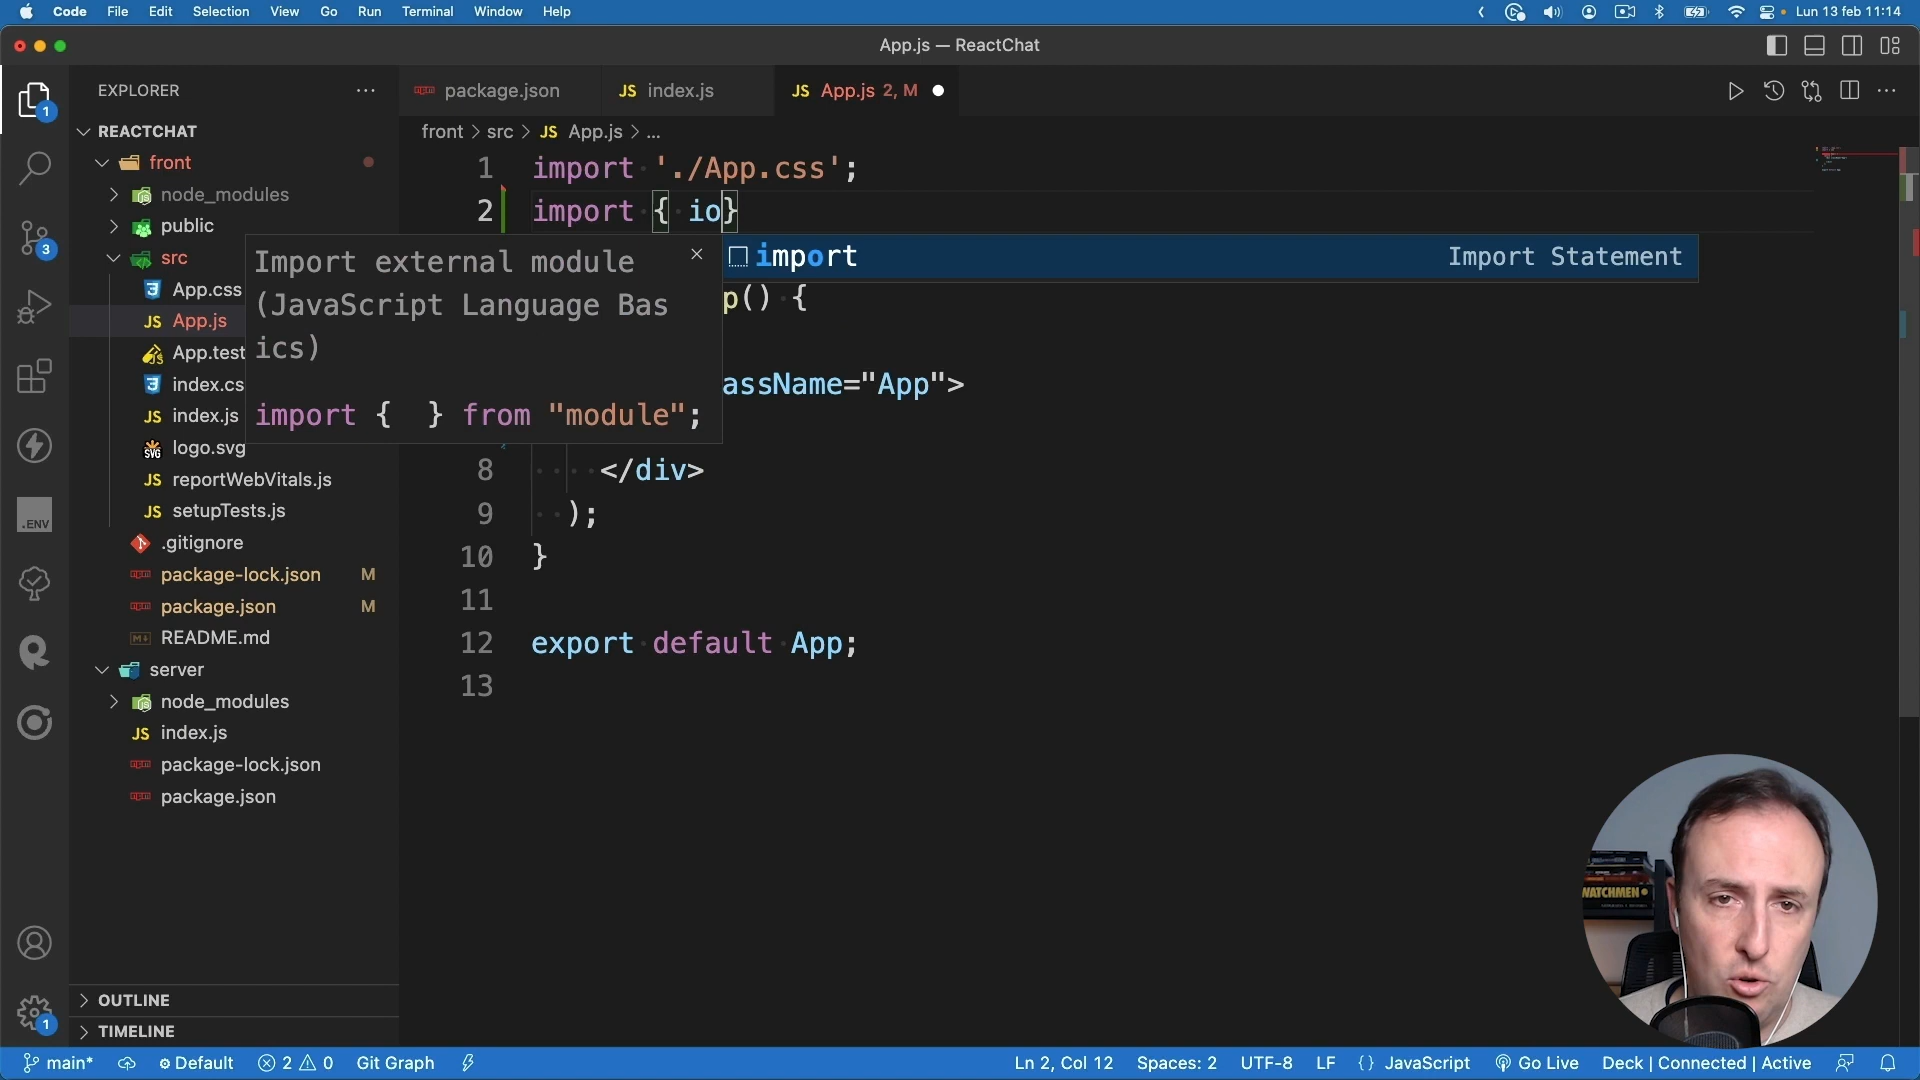 Code File Edit Selection View Go Run Terminal Window Help Lun 13 feb 11:14
App.js — ReactChat
EXPLORER
package.json
index.js
App.js 2, M
front > src > JS App.js > ...
REACTCHAT
front
node_modules
public
src
App.css
App.js
App.test
index.cs
index.js
logo.svg
reportWebVitals.js
setupTests.js
.gitignore
package-lock.json M
package.json M
README.md
server
node_modules
index.js
package-lock.json
package.json
OUTLINE
TIMELINE
1 import './App.css';
2 import { io}
import Import Statement
Import external module
(JavaScript Language Bas
ics)
import { } from "module";
p() {
assName="App">
8 </div>
9 );
10 }
11
12 export default App;
13
.ENV
1
3
1
WATCHMEN
main* Default 2 0 Git Graph Ln 2, Col 12 Spaces: 2 UTF-8 LF {} JavaScript Go Live Deck | Connected | Active